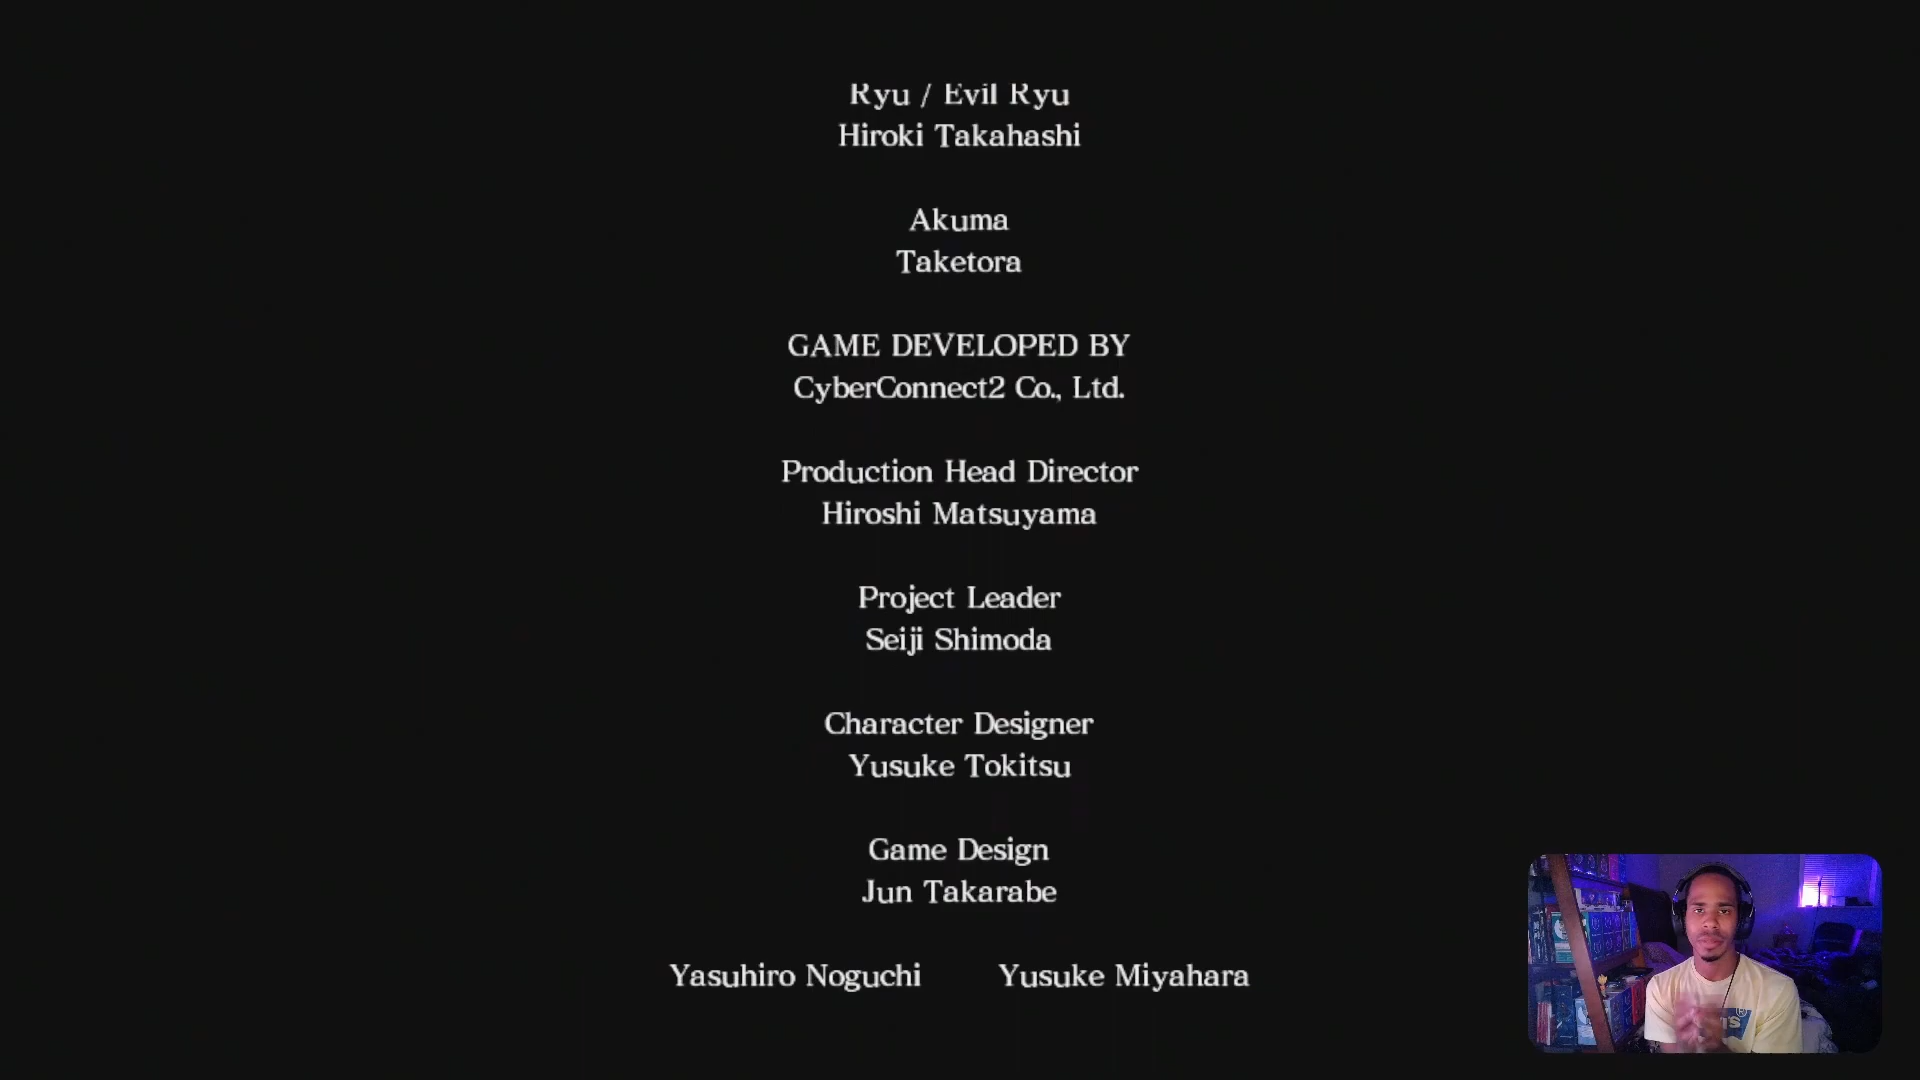 Ryu / Evil Ryu
Hiroki Takahashi
Akuma
Taketora
GAME DEVELOPED BY
CyberConnect2 Co., Ltd.
Production Head Director
Hiroshi Matsuyama
Project Leader
Seiji Shimoda
Character Designer
Yusuke Tokitsu
Game Design
Jun Takarabe
Yasuhiro Noguchi Yusuke Miyahara